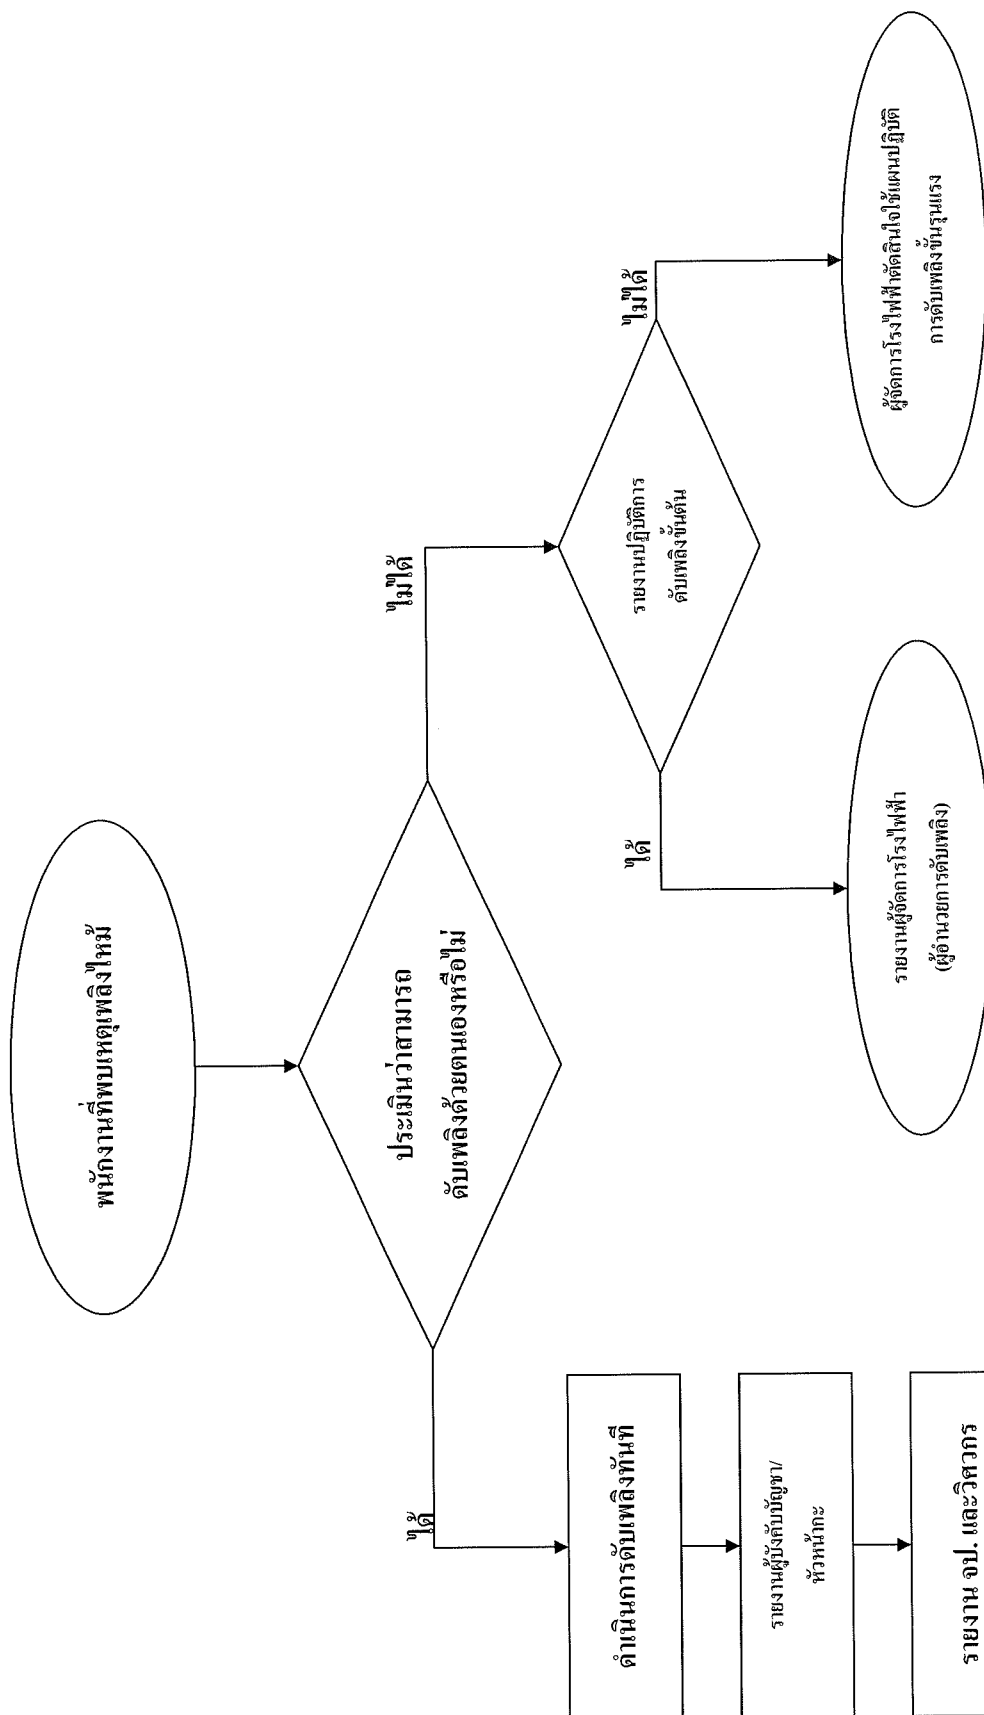 พนักงานที่พบเหตุเพลิงไหม้
ประเมินว่าสามารถ
ดับเพลิงด้วยตนเองหรือไม่
ได้
ไม่ได้
ดำเนินการดับเพลิงทันที
รายงานผู้บังคับบัญชา/
หัวหน้ากะ
รายงาน จป. และวิศวกร
รายงานปฏิบัติการ
ดับเพลิงขั้นต้น
ได้
ไม่ได้
รายงานผู้จัดการโรงไฟฟ้า
(ผู้อำนวยการดับเพลิง)
ผู้จัดการโรงไฟฟ้าตัดสินใจใช้แผนปฏิบัติ
การดับเพลิงขั้นรุนแรง